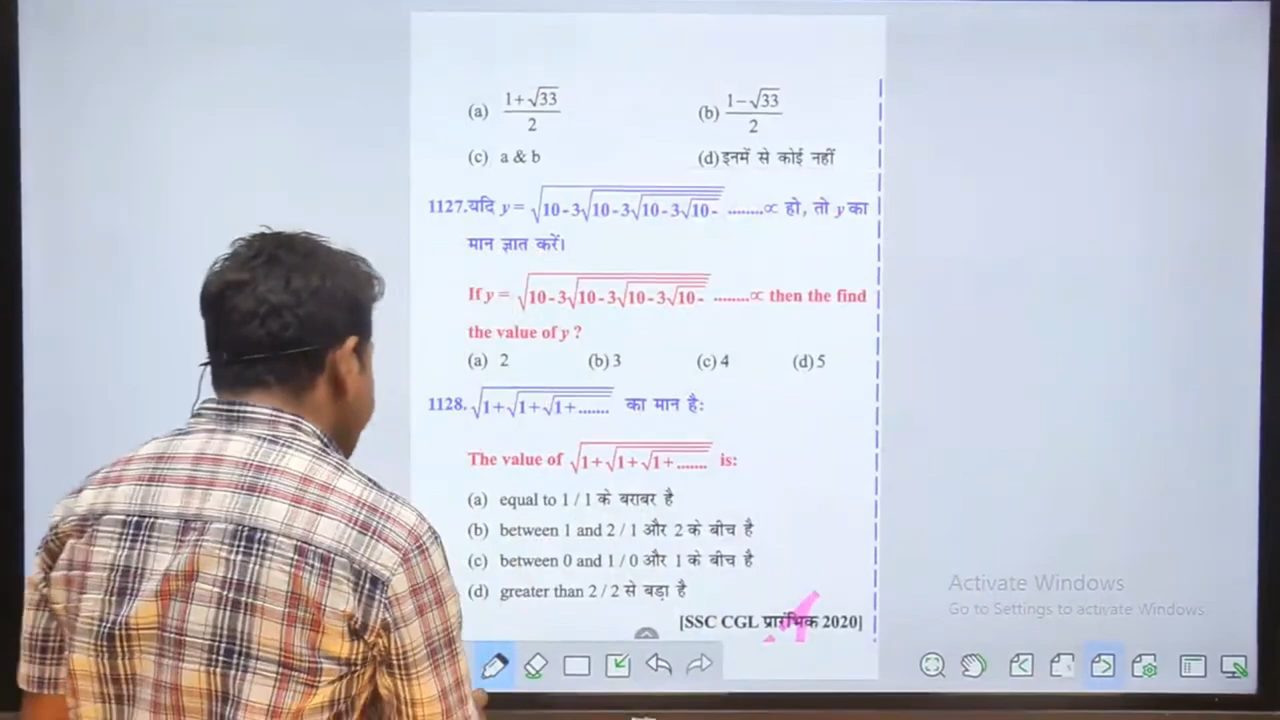 (a) (1+√33)/2 (b) (1-√33)/2
(c) a & b (d) इनमें से कोई नहीं
1127. यदि y = √10-3√10-3√10-3√10- ........∝ हो, तो y का
मान ज्ञात करें।
If y = √10-3√10-3√10-3√10- ........∝ then the find
the value of y ?
(a) 2 (b) 3 (c) 4 (d) 5
1128. √1+√1+√1+....... का मान है:
The value of √1+√1+√1+....... is:
(a) equal to 1 / 1 के बराबर है
(b) between 1 and 2 / 1 और 2 के बीच है
(c) between 0 and 1 / 0 और 1 के बीच है
(d) greater than 2 / 2 से बड़ा है
[SSC CGL प्रारंभिक 2020]
Activate Windows
Go to Settings to activate Windows.